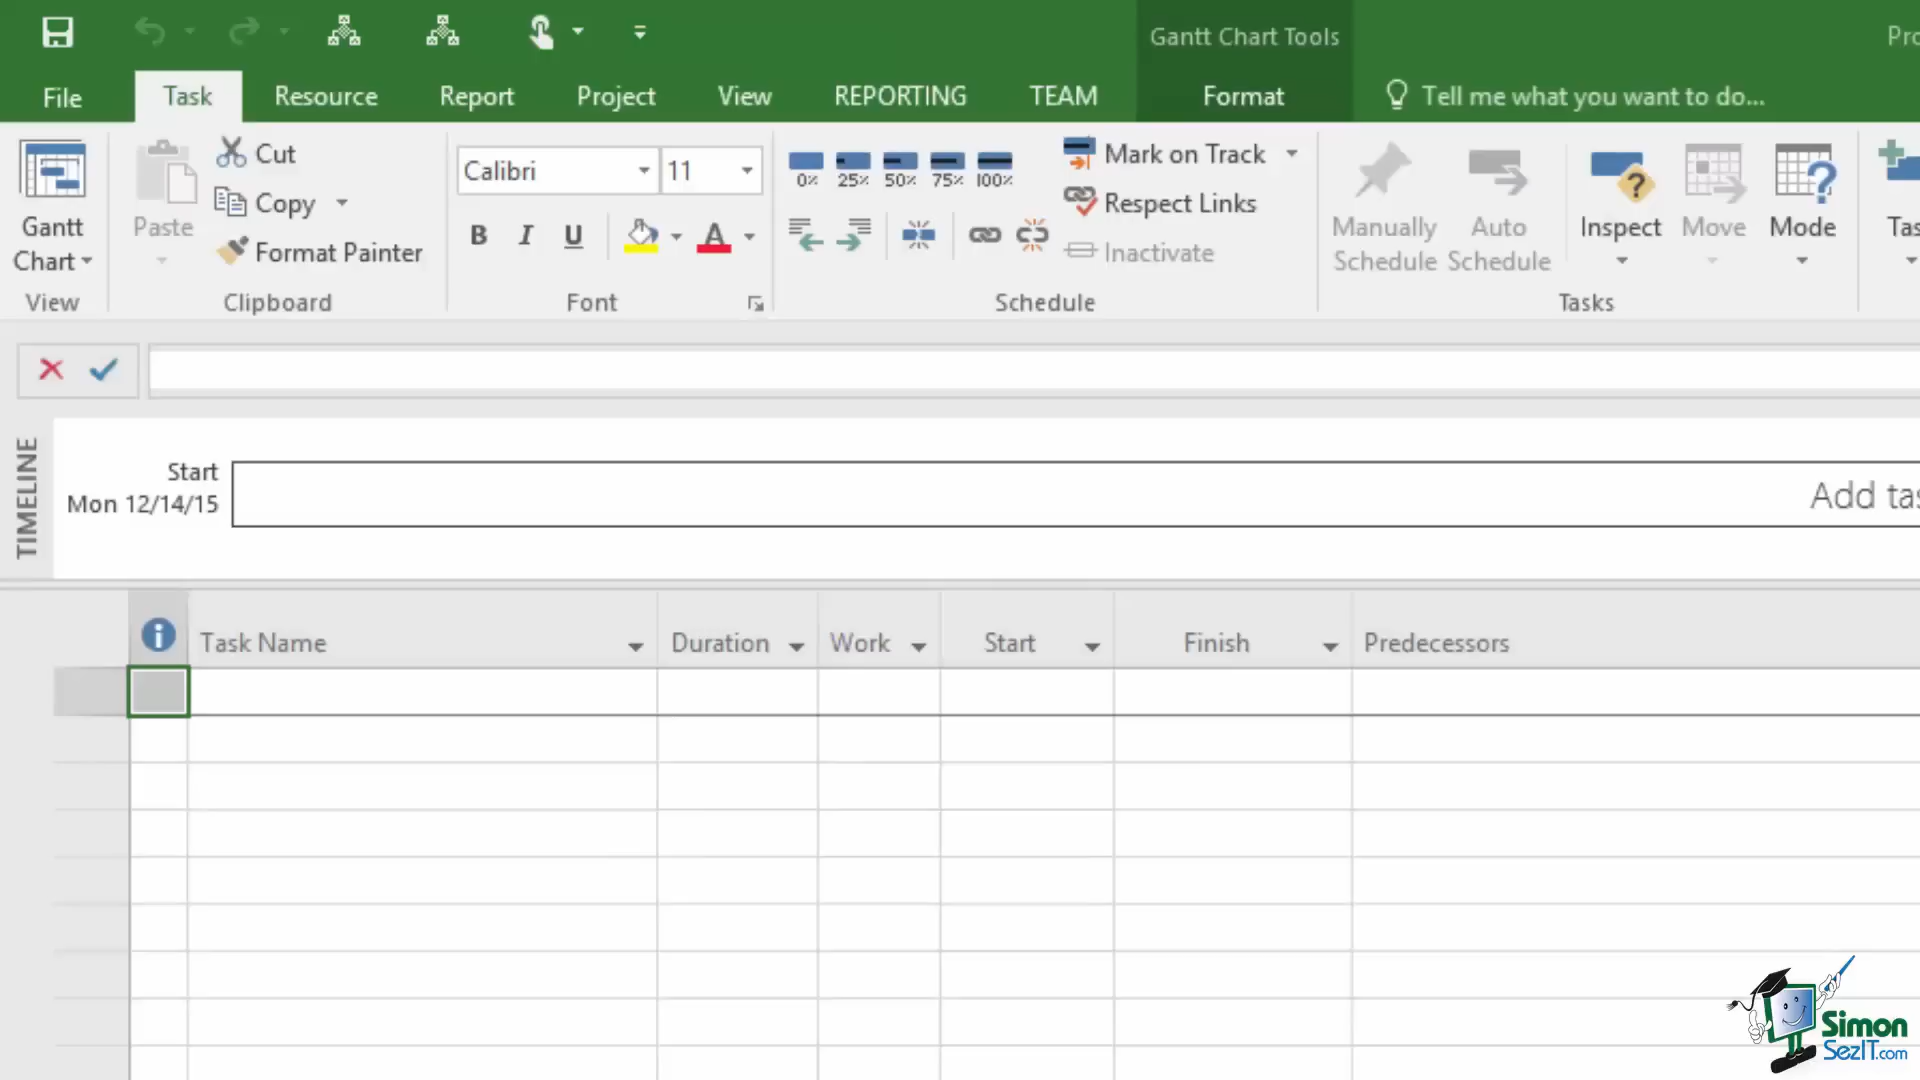 Gantt Chart Tools
Pro
File Task Resource Report Project View REPORTING TEAM Format Tell me what you want to do...
Gantt Chart
View
Paste
Cut
Copy
Format Painter
Clipboard
Calibri 11
B I U A
Font
0% 25% 50% 75% 100%
Mark on Track
Respect Links
Inactivate
Schedule
Manually Schedule
Auto Schedule
Inspect
Move
Mode
Tas
Tasks
TIMELINE
Start
Mon 12/14/15
Add tas
Task Name Duration Work Start Finish Predecessors
Simon
SezIT.com